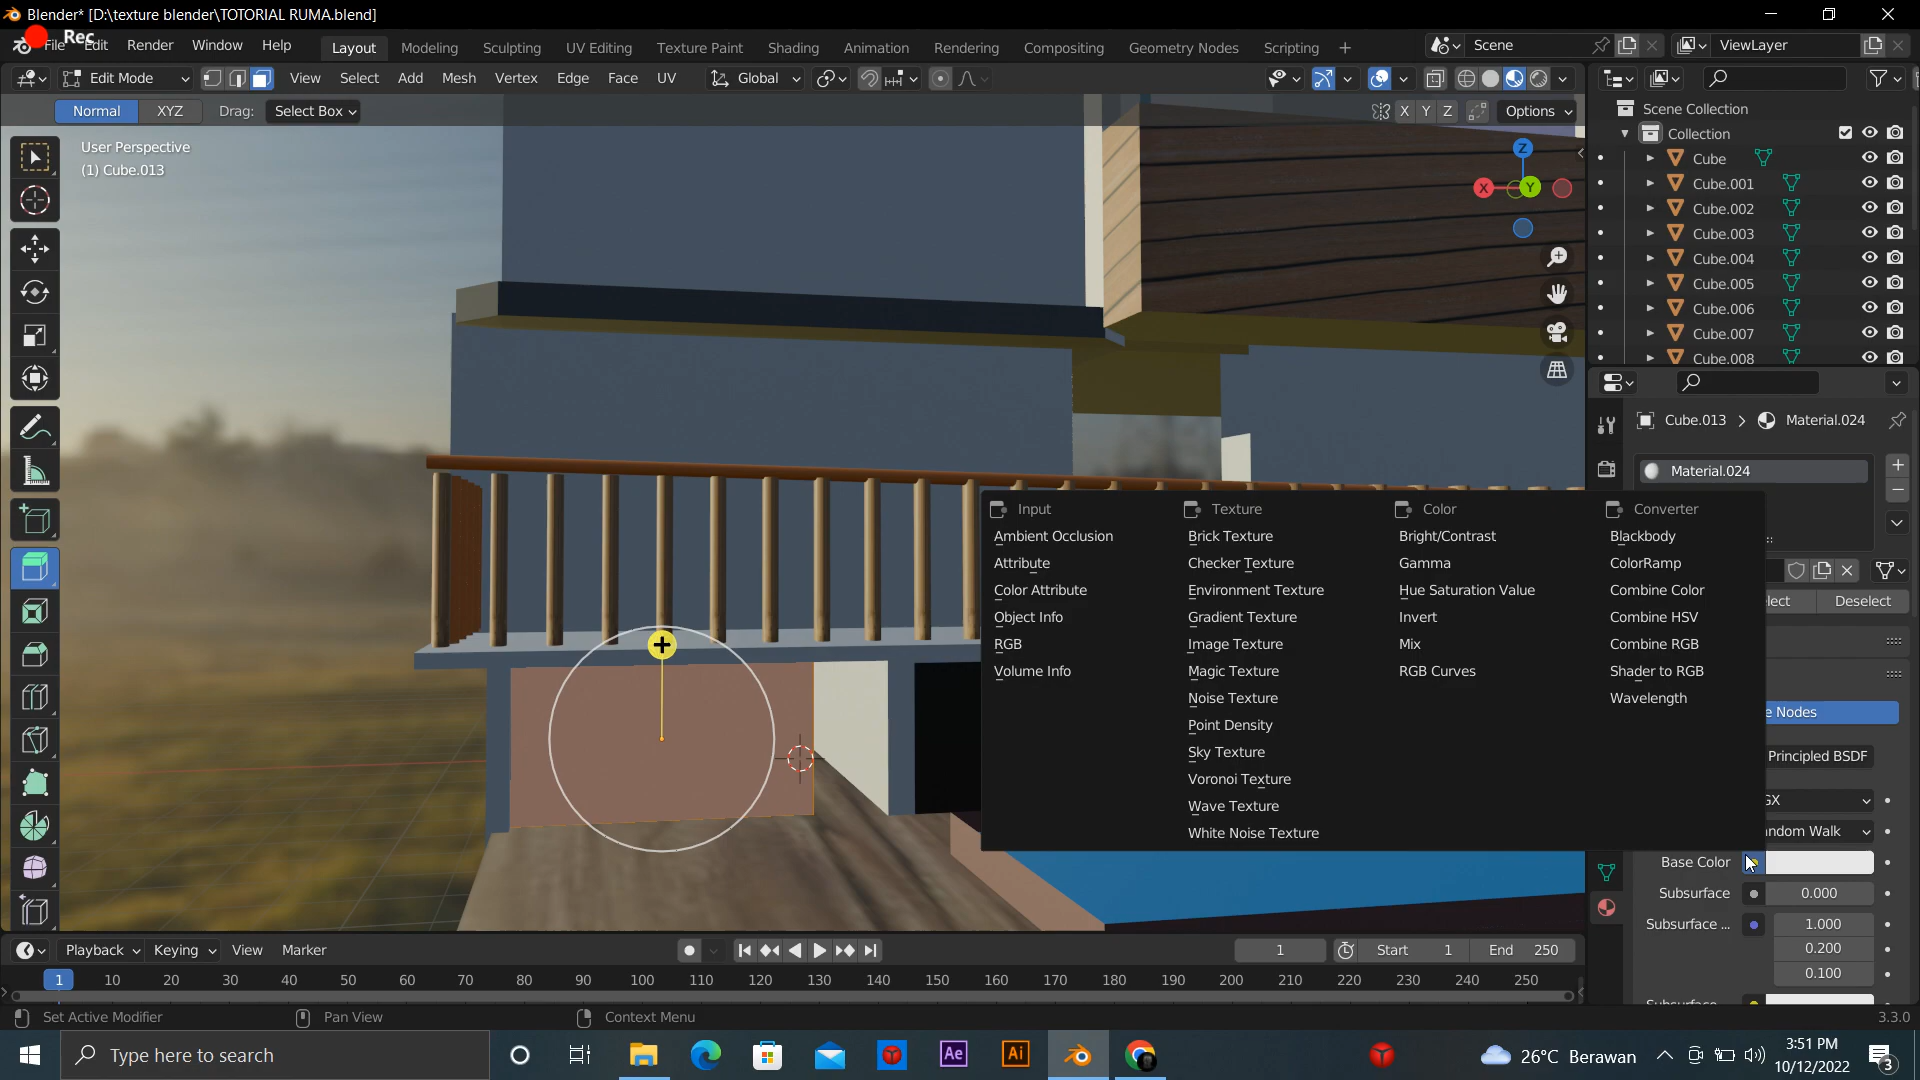 Blender* [D:\texture blender\TOTORIAL RUMA.blend]
Rec
File Edit Render Window Help Layout Modeling Sculpting UV Editing Texture Paint Shading Animation Rendering Compositing Geometry Nodes Scripting + Scene ViewLayer
Edit Mode View Select Add Mesh Vertex Edge Face UV Global
Normal XYZ Drag: Select Box X Y Z Options
User Perspective
(1) Cube.013
Z
X Y
Scene Collection
Collection
Cube
Cube.001
Cube.002
Cube.003
Cube.004
Cube.005
Cube.006
Cube.007
Cube.008
Cube.013 > Material.024
Material.024
Input Texture Color Converter
Ambient Occlusion Brick Texture Bright/Contrast Blackbody
Attribute Checker Texture Gamma ColorRamp
Color Attribute Environment Texture Hue Saturation Value Combine Color
Object Info Gradient Texture Invert Combine HSV
RGB Image Texture Mix Combine RGB
Volume Info Magic Texture RGB Curves Shader to RGB
Noise Texture Wavelength
Point Density
Sky Texture
Voronoi Texture
Wave Texture
White Noise Texture
lect Deselect
e Nodes
Principled BSDF
GX
ndom Walk
Base Color
Subsurface 0.000
Subsurface ... 1.000
0.200
0.100
Playback Keying View Marker 1 Start 1 End 250
1 10 20 30 40 50 60 70 80 90 100 110 120 130 140 150 160 170 180 190 200 210 220 230 240 250
Set Active Modifier Pan View Context Menu 3.3.0
Type here to search Ae Ai 26°C Berawan 3:51 PM
10/12/2022 3